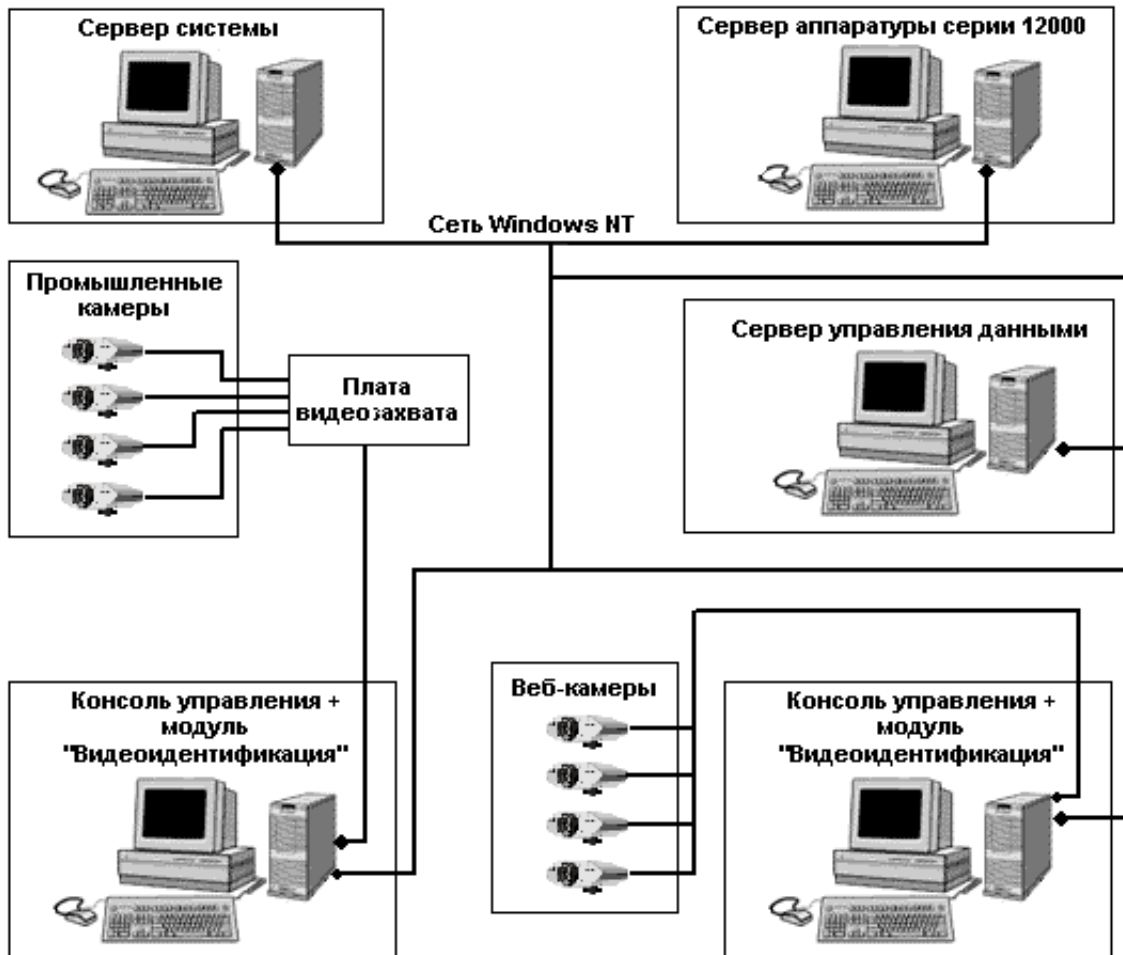 Сервер системы
Сервер аппаратуры серии 12000
Сеть Windows NT
Промышленные
камеры
Плата
видеозахвата
Сервер управления данными
Веб-камеры
Консоль управления +
модуль
"Видеоидентификация"
Консоль управления +
модуль
"Видеоидентификация"